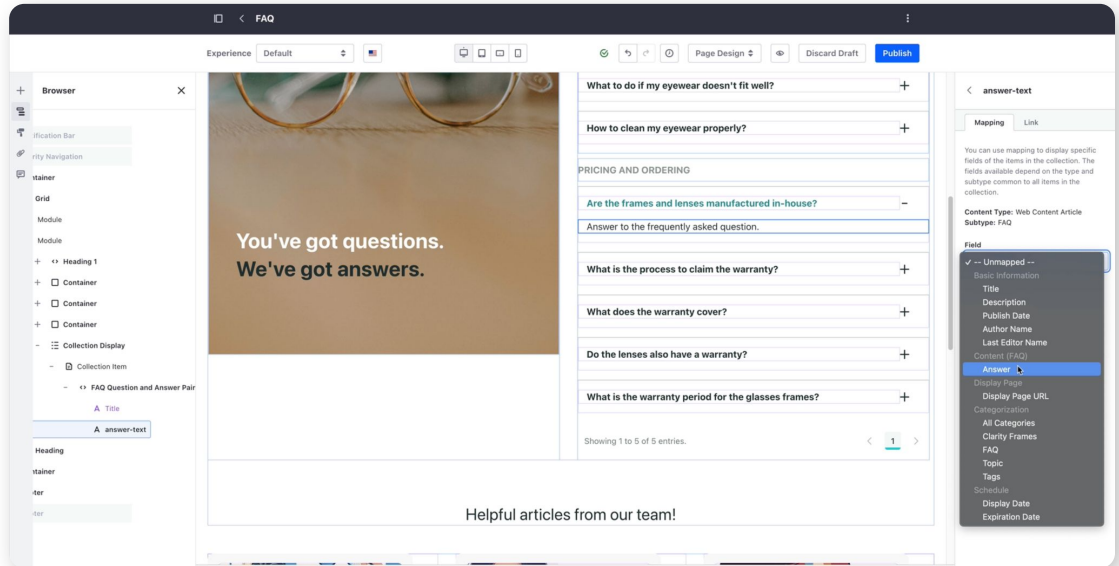 FAQ
Experience
Default
Page Design
Discard Draft
Publish
Browser
ification Bar
rity Navigation
ntainer
Grid
Module
Module
Heading 1
Container
Container
Container
Collection Display
Collection Item
FAQ Question and Answer Pair
Title
answer-text
Heading
ntainer
oter
oter
You've got questions.
We've got answers.
What to do if my eyewear doesn't fit well?
How to clean my eyewear properly?
PRICING AND ORDERING
Are the frames and lenses manufactured in-house?
Answer to the frequently asked question.
What is the process to claim the warranty?
What does the warranty cover?
Do the lenses also have a warranty?
What is the warranty period for the glasses frames?
Showing 1 to 5 of 5 entries.
1
Helpful articles from our team!
answer-text
Mapping
Link
You can use mapping to display specific
fields of the items in the collection. The
fields available depend on the type and
subtype common to all items in the
collection.
Content Type: Web Content Article
Subtype: FAQ
Field
-- Unmapped --
Basic Information
Title
Description
Publish Date
Author Name
Last Editor Name
Content (FAQ)
Answer
Display Page
Display Page URL
Categorization
All Categories
Clarity Frames
FAQ
Topic
Tags
Schedule
Display Date
Expiration Date